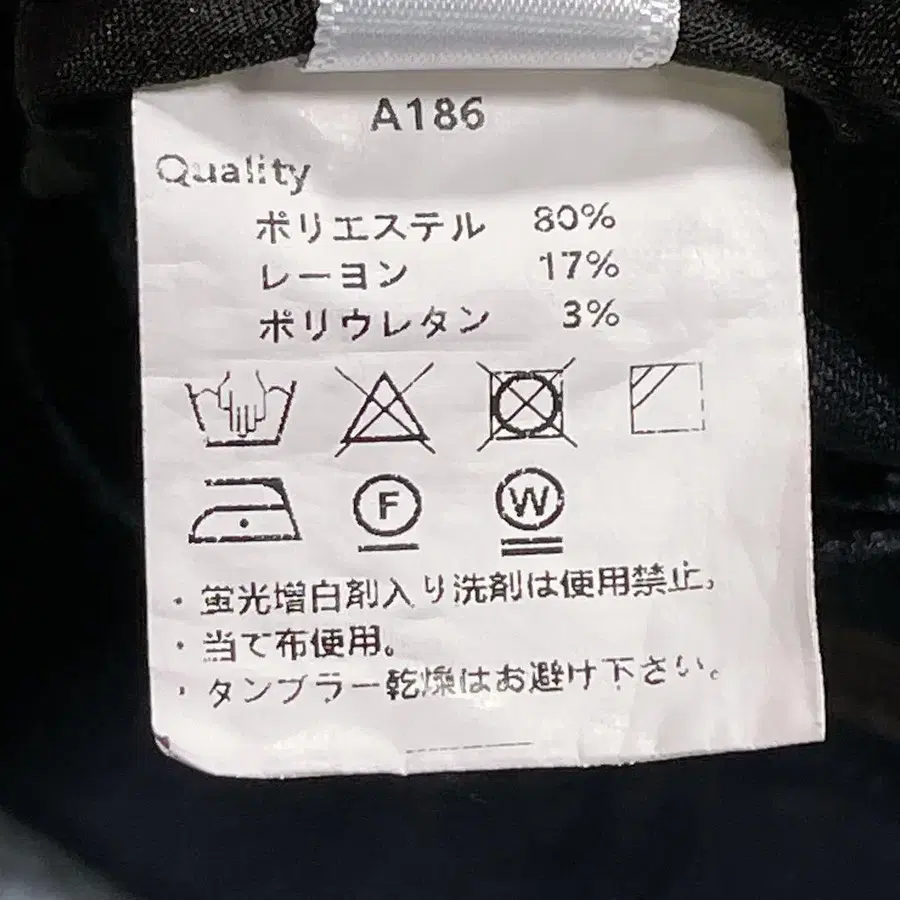 A186
Quality
ポリエステル 80%
レーヨン 17%
ポリウレタン 3%
F W
・蛍光増白剤入り洗剤は使用禁止。
・当て布使用。
・タンブラー乾燥はお避け下さい。